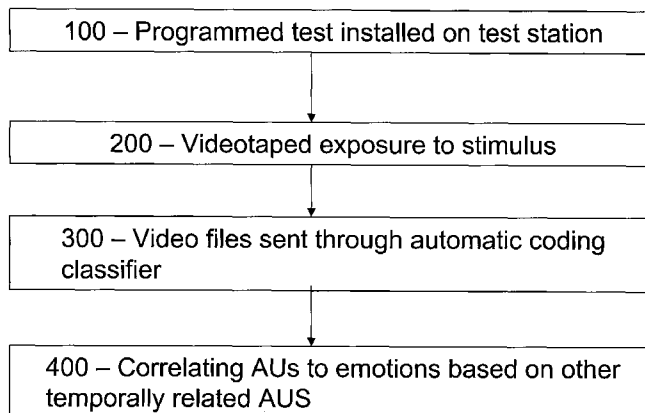 100 – Programmed test installed on test station
200 – Videotaped exposure to stimulus
300 – Video files sent through automatic coding
classifier
400 – Correlating AUs to emotions based on other
temporally related AUS